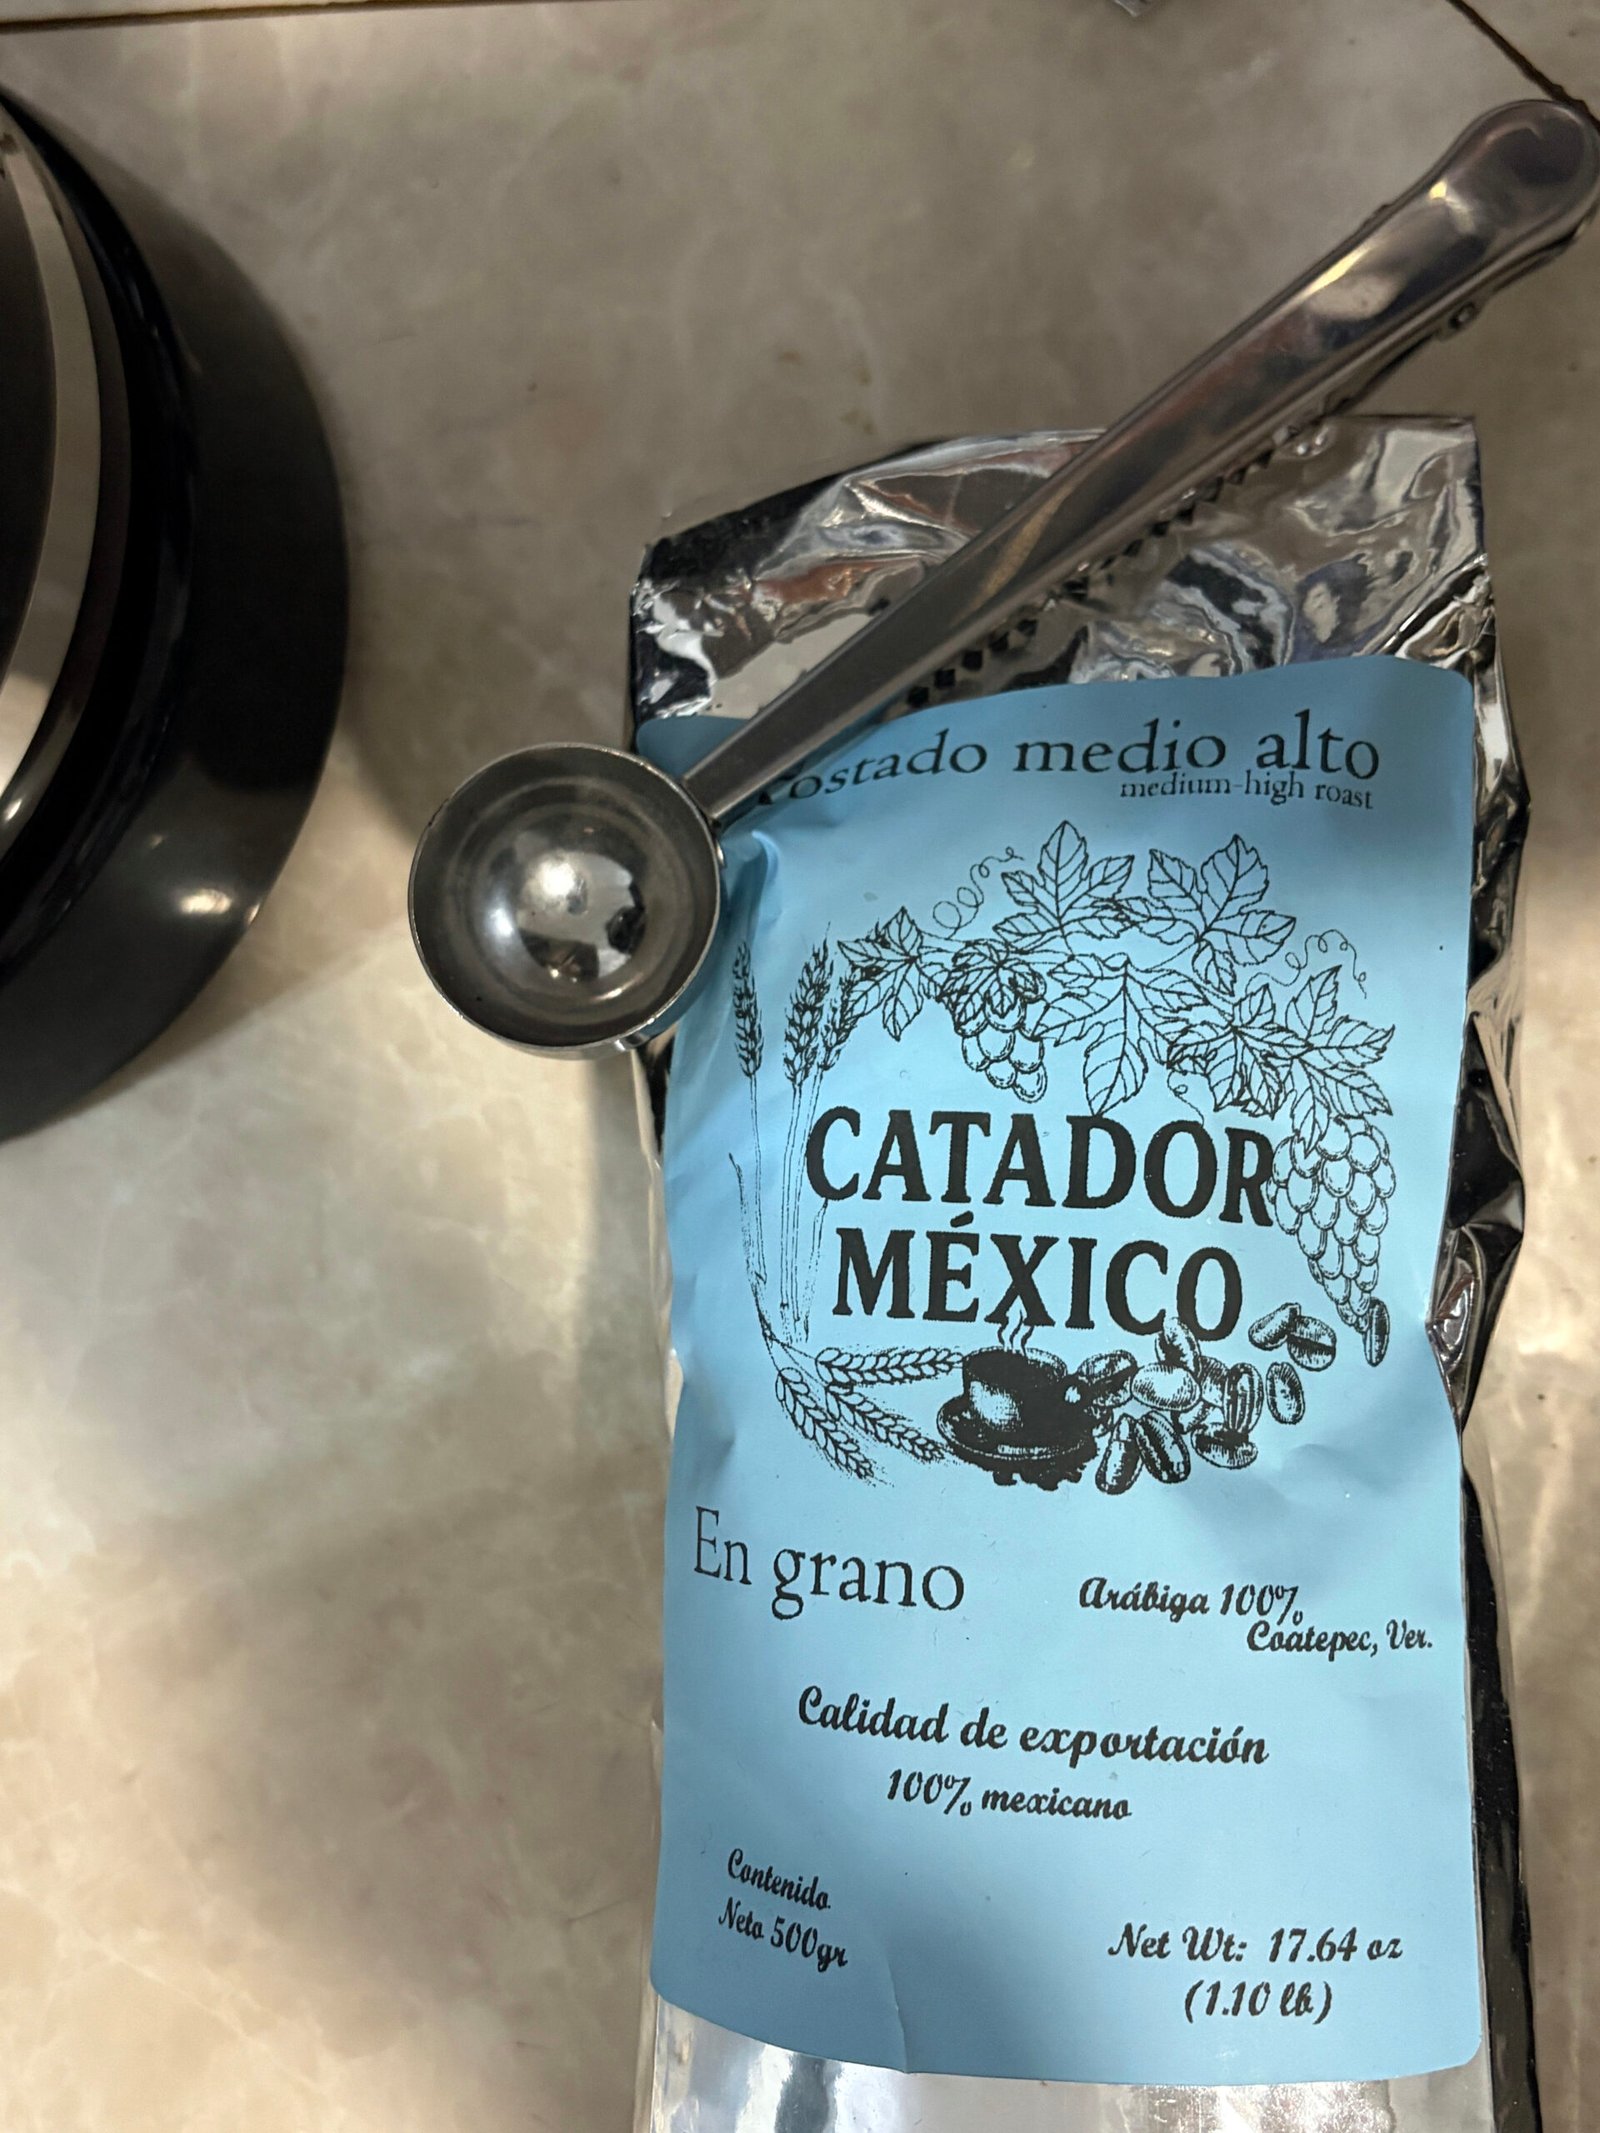 Tostado medio alto
medium-high roast
CATADOR
MÉXICO
En grano
Arábiga 100%
Coatepec, Ver.
Calidad de exportación
100% mexicano
Contenido
Neto 500gr
Net Wt: 17.64 oz
(1.10 lb)